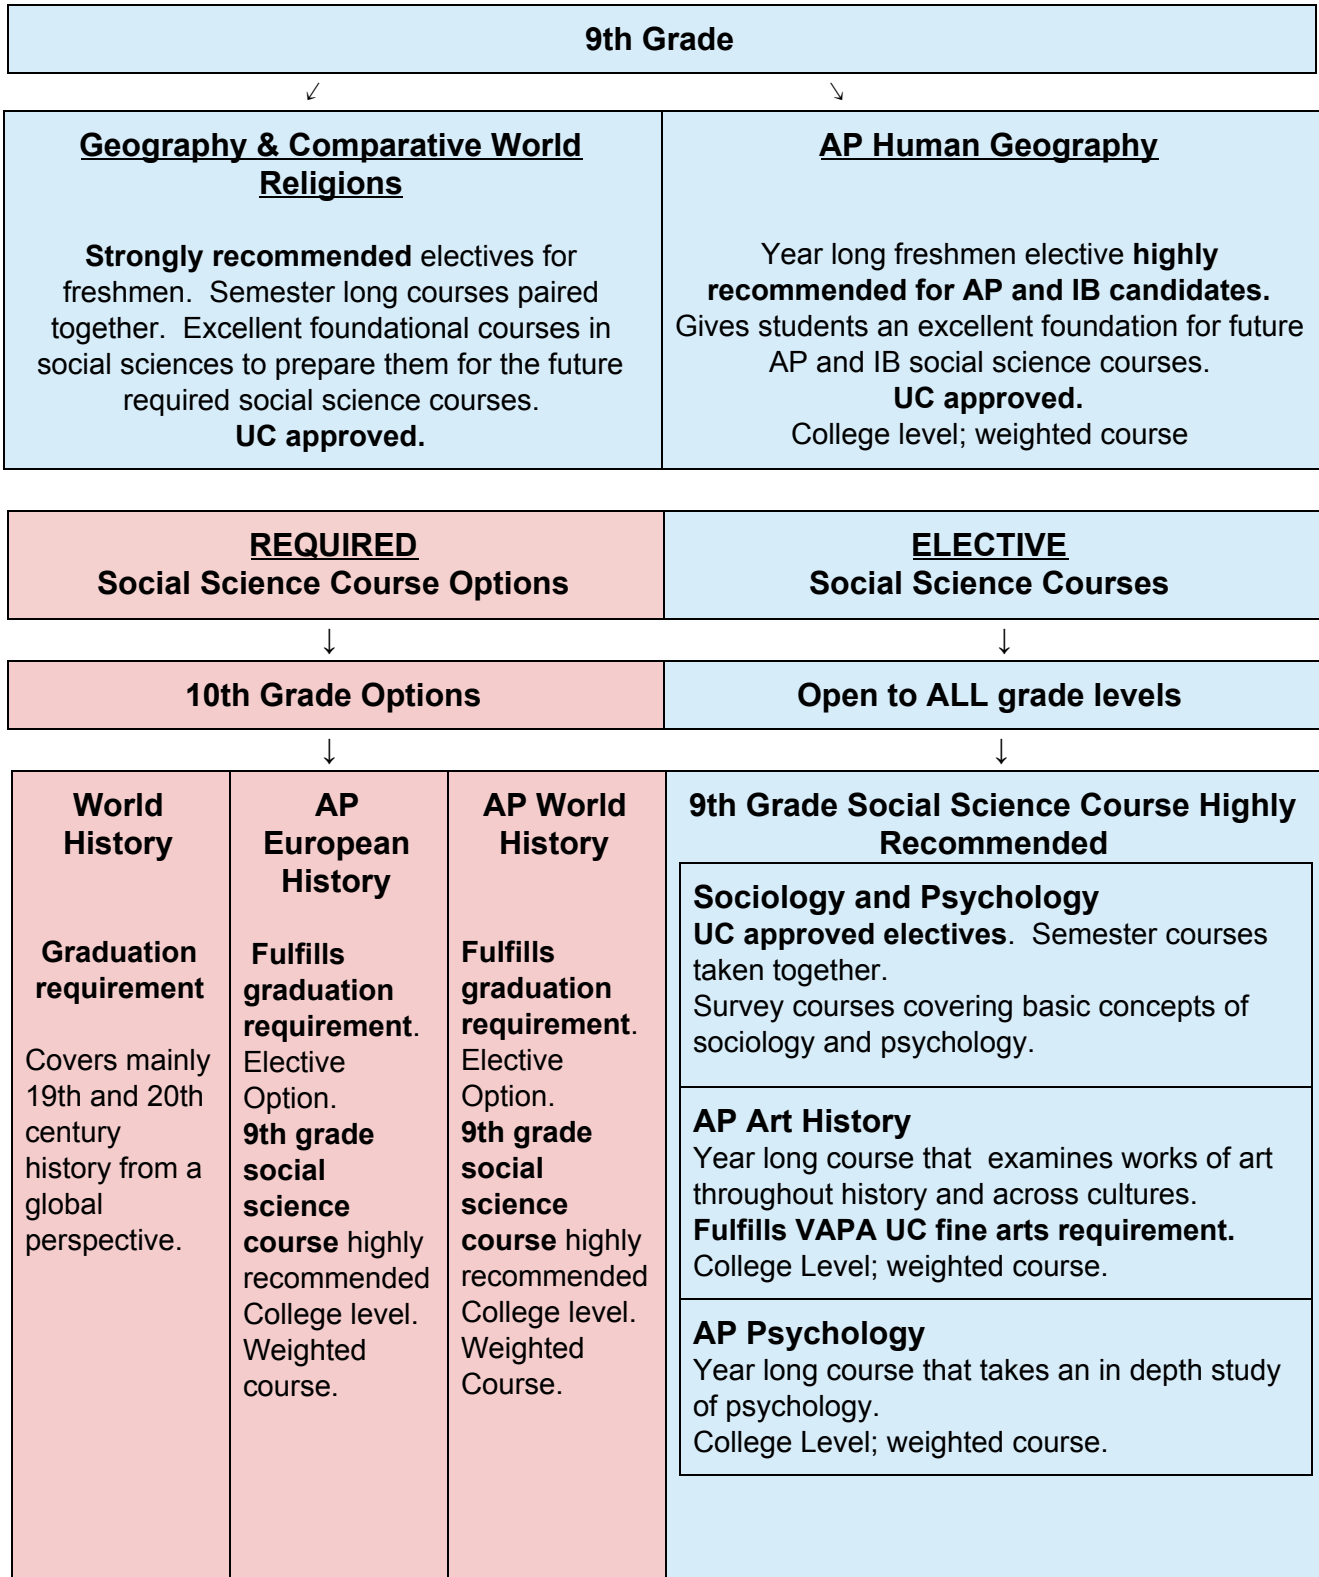 9th Grade
↙ ↘
Geography & Comparative World
Religions
Strongly recommended electives for
freshmen. Semester long courses paired
together. Excellent foundational courses in
social sciences to prepare them for the future
required social science courses.
UC approved.
AP Human Geography
Year long freshmen elective highly
recommended for AP and IB candidates.
Gives students an excellent foundation for future
AP and IB social science courses.
UC approved.
College level; weighted course
REQUIRED
Social Science Course Options
ELECTIVE
Social Science Courses
↓ ↓
10th Grade Options
Open to ALL grade levels
↓ ↓
World
History
Graduation
requirement
Covers mainly
19th and 20th
century
history from a
global
perspective.
AP
European
History
Fulfills
graduation
requirement.
Elective
Option.
9th grade
social
science
course highly
recommended
College level.
Weighted
course.
AP World
History
Fulfills
graduation
requirement.
Elective
Option.
9th grade
social
science
course highly
recommended
College level.
Weighted
Course.
9th Grade Social Science Course Highly
Recommended
Sociology and Psychology
UC approved electives. Semester courses
taken together.
Survey courses covering basic concepts of
sociology and psychology.
AP Art History
Year long course that examines works of art
throughout history and across cultures.
Fulfills VAPA UC fine arts requirement.
College Level; weighted course.
AP Psychology
Year long course that takes an in depth study
of psychology.
College Level; weighted course.